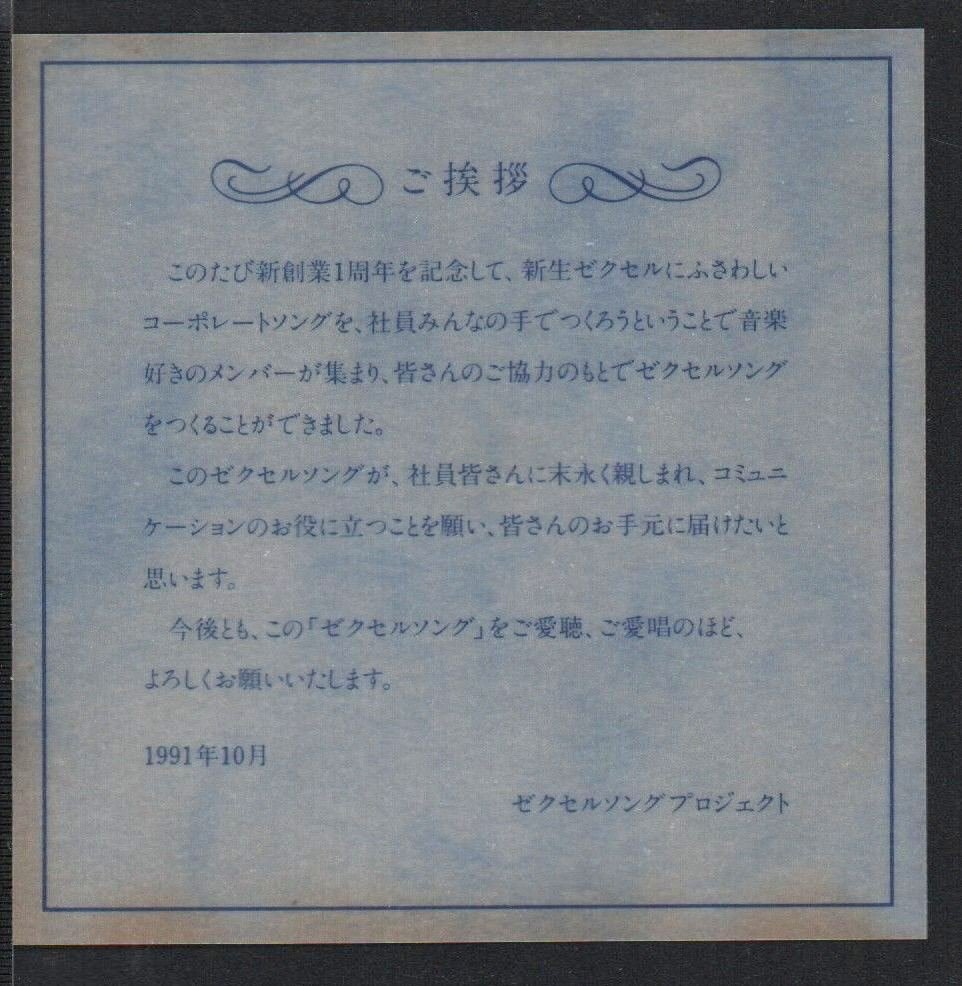 ご挨拶
このたび新創業1周年を記念して、新生ゼクセルにふさわしい
コーポレートソングを、社員みんなの手でつくろうということで音楽
好きのメンバーが集まり、皆さんのご協力のもとでゼクセルソング
をつくることができました。
このゼクセルソングが、社員皆さんに末永く親しまれ、コミュニ
ケーションのお役に立つことを願い、皆さんのお手元に届けたいと
思います。
今後とも、この「ゼクセルソング」をご愛聴、ご愛唱のほど、
よろしくお願いいたします。
1991年10月
ゼクセルソングプロジェクト